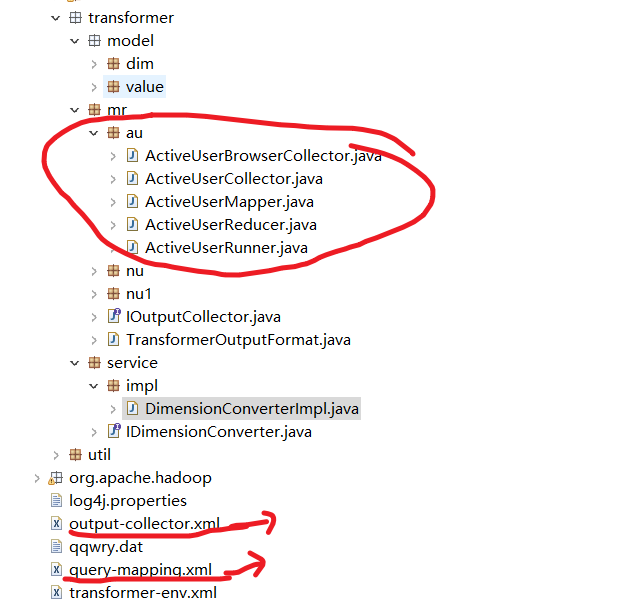 transformer
model
dim
value
mr
au
ActiveUserBrowserCollector.java
ActiveUserCollector.java
ActiveUserMapper.java
ActiveUserReducer.java
ActiveUserRunner.java
nu
nu1
IOutputCollector.java
TransformerOutputFormat.java
service
impl
DimensionConverterImpl.java
IDimensionConverter.java
util
org.apache.hadoop
log4j.properties
output-collector.xml
qqwry.dat
query-mapping.xml
transformer-env.xml